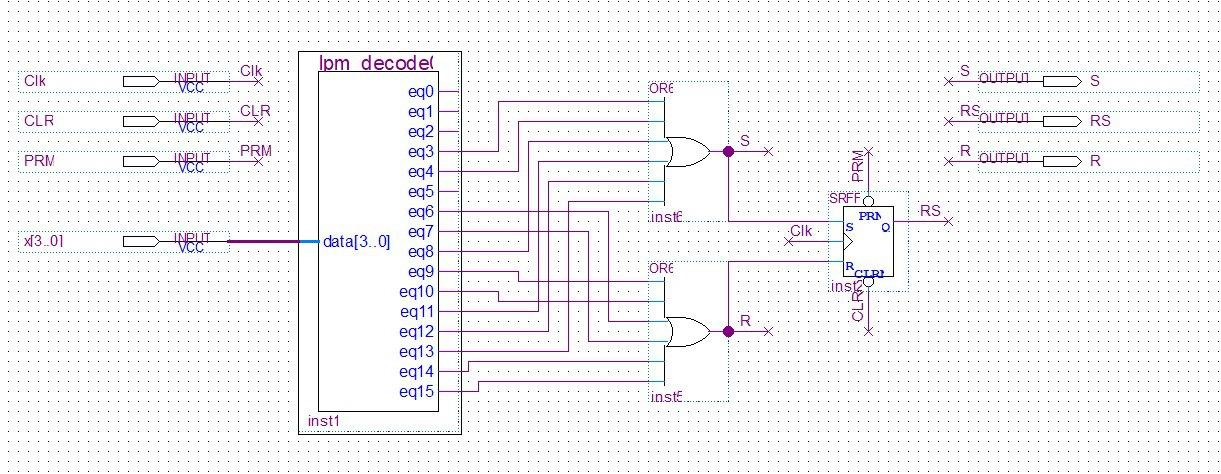 Clk
INPUT
VCC
Clk
CLR
INPUT
VCC
CLR
PRM
INPUT
VCC
PRM
x[3..0]
INPUT
VCC
lpm_decode0
data[3..0]
eq0
eq1
eq2
eq3
eq4
eq5
eq6
eq7
eq8
eq9
eq10
eq11
eq12
eq13
eq14
eq15
inst1
OR6
S
inst6
OR6
R
inst5
SRFF
PRM
PRN
S
Q
R
CLRN
Clk
CLR
RS
S
OUTPUT
S
RS
OUTPUT
RS
R
OUTPUT
R